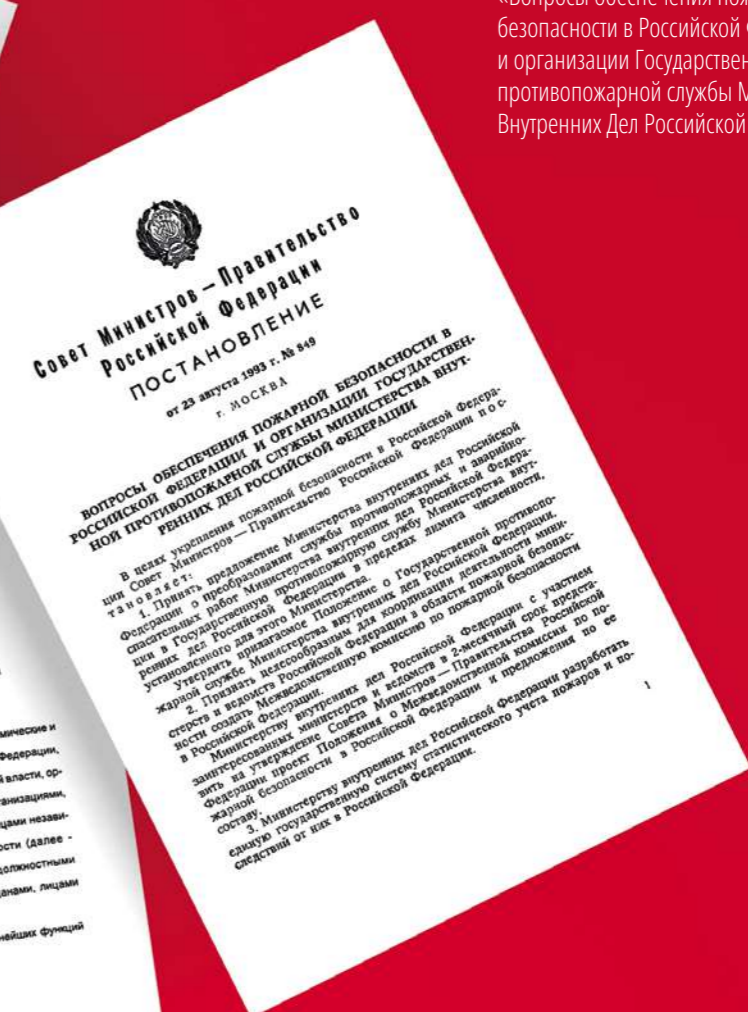 «Вопросы обеспечения
безопасности в Российской
и организации
противопожарной службы
Внутренних Дел Российской
Совет Министров — Правительство
Российской Федерации
ПОСТАНОВЛЕНИЕ
от 23 августа 1993 г. № 849
г. МОСКВА
ВОПРОСЫ ОБЕСПЕЧЕНИЯ ПОЖАРНОЙ БЕЗОПАСНОСТИ В
РОССИЙСКОЙ ФЕДЕРАЦИИ И ОРГАНИЗАЦИИ ГОСУДАРСТВЕН-
НОЙ ПРОТИВОПОЖАРНОЙ СЛУЖБЫ МИНИСТЕРСТВА ВНУТ-
РЕННИХ ДЕЛ РОССИЙСКОЙ ФЕДЕРАЦИИ
В целях укрепления пожарной безопасности в Российской Федера-
ции Совет Министров — Правительство Российской Федерации п о с-
т а н о в л я е т:
1. Принять предложение Министерства внутренних дел Российской
Федерации о преобразовании службы противопожарных и аварийно-
спасательных работ Министерства внутренних дел Российской Федера-
ции в Государственную противопожарную службу Министерства внут-
ренних дел Российской Федерации в пределах лимита численности,
установленного для этого Министерства.
Утвердить прилагаемое Положение о Государственной противопо-
жарной службе Министерства внутренних дел Российской Федерации.
2. Признать целесообразным для координации деятельности мини-
стерств и ведомств Российской Федерации в области пожарной безопас-
ности создать Межведомственную комиссию по пожарной безопасности
в Российской Федерации.
Министерству внутренних дел Российской Федерации с участием
заинтересованных министерств и ведомств в 2-месячный срок предста-
вить на утверждение Совета Министров — Правительства Российской
Федерации проект Положения о Межведомственной комиссии по по-
жарной безопасности в Российской Федерации и предложения по ее
составу.
3. Министерству внутренних дел Российской Федерации разработать
единую государственную систему статистического учета пожаров и по-
следствий от них в Российской Федерации.
1
Федерации,
власти, ор-
лицами незави-
(далее -
должностными
лицами
функций